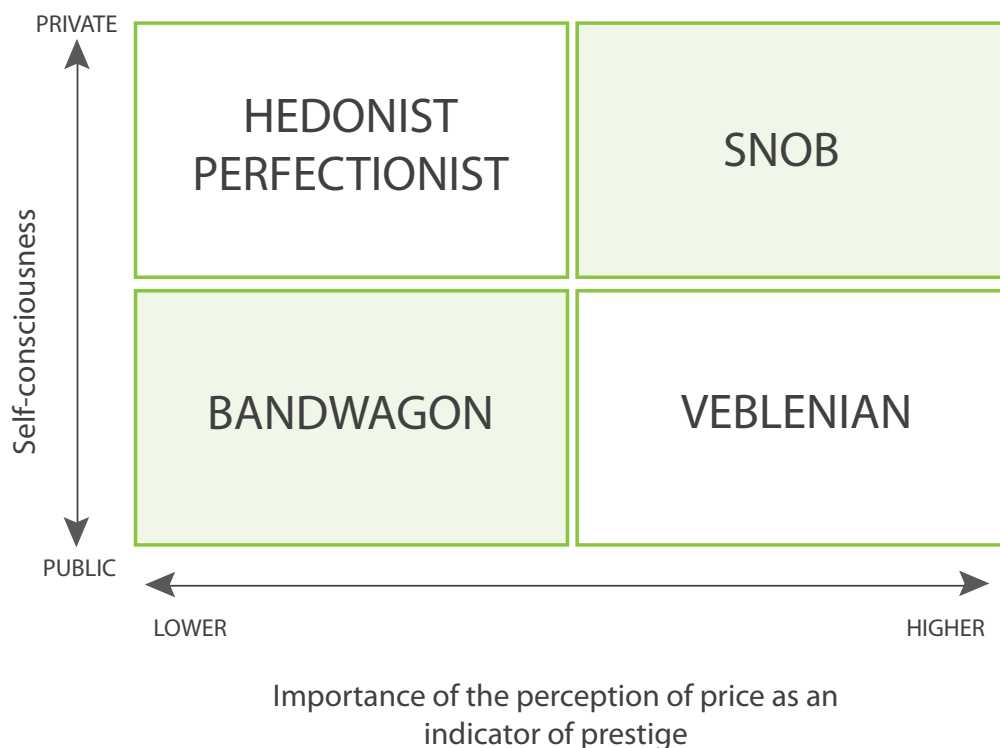 PRIVATE
HEDONIST
PERFECTIONIST
SNOB
Self-consciousness
BANDWAGON
VEBLENIAN
PUBLIC
LOWER
HIGHER
Importance of the perception of price as an
indicator of prestige